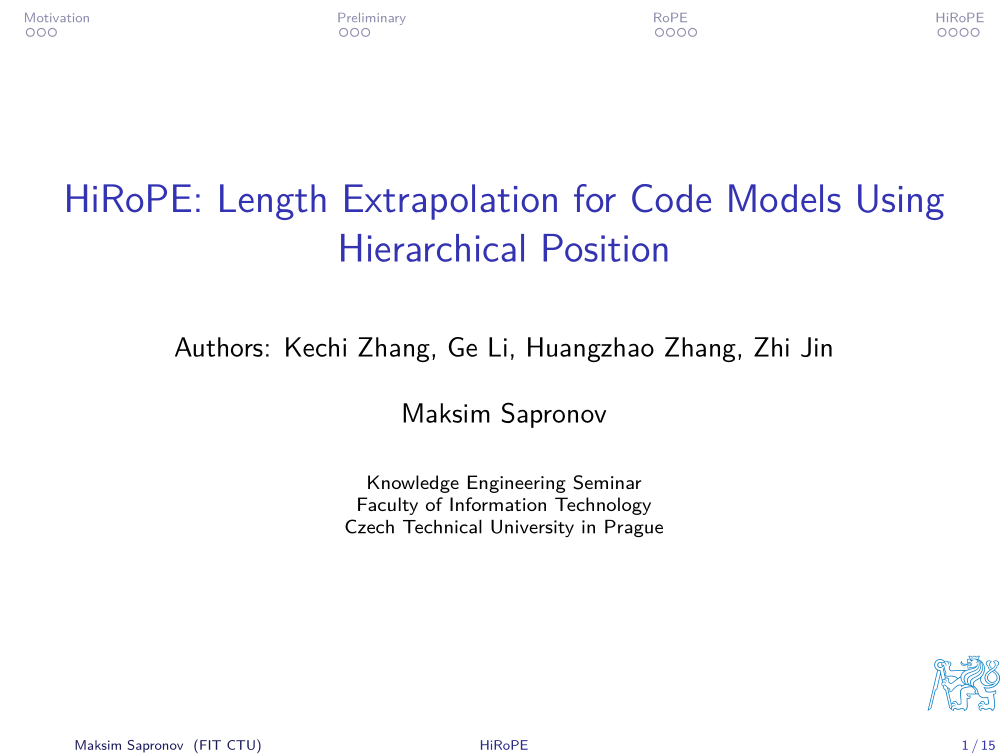 Motivation
Preliminary
RoPE
HiRoPE
HiRoPE: Length Extrapolation for Code Models Using
Hierarchical Position
Authors: Kechi Zhang, Ge Li, Huangzhao Zhang, Zhi Jin
Maksim Sapronov
Knowledge Engineering Seminar
Faculty of Information Technology
Czech Technical University in Prague
Maksim Sapronov (FIT CTU)
HiRoPE
1 / 15